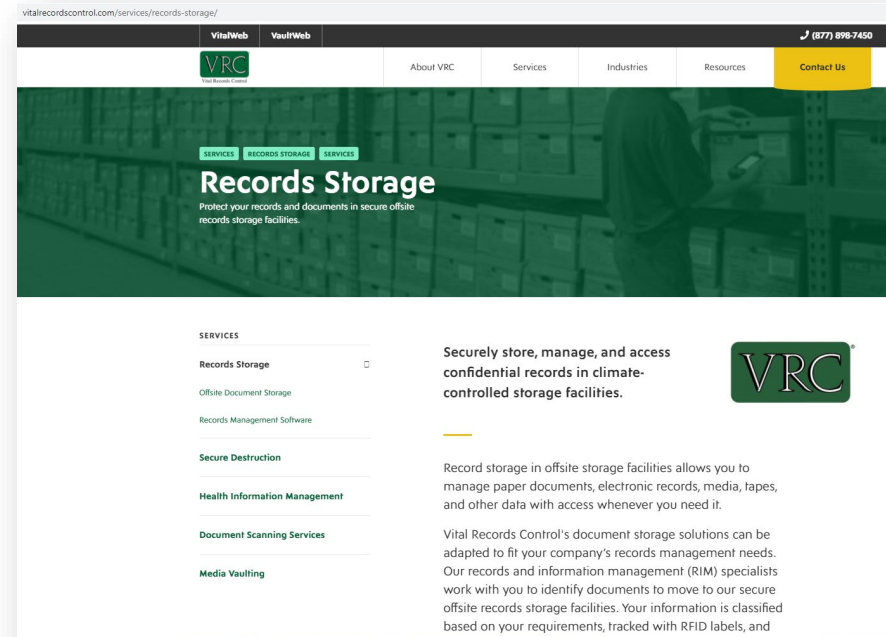 vitalrecordscontrol.com/services/records-storage/
VitalWeb VaultWeb (877) 898-7450
VRC
Vital Records Control
About VRC Services Industries Resources Contact Us
SERVICES RECORDS STORAGE SERVICES
Records Storage
Protect your records and documents in secure offsite
records storage facilities.
SERVICES
Records Storage
Offsite Document Storage
Records Management Software
Secure Destruction
Health Information Management
Document Scanning Services
Media Vaulting
Securely store, manage, and access
confidential records in climate-
controlled storage facilities.
VRC®
Record storage in offsite storage facilities allows you to
manage paper documents, electronic records, media, tapes,
and other data with access whenever you need it.
Vital Records Control's document storage solutions can be
adapted to fit your company's records management needs.
Our records and information management (RIM) specialists
work with you to identify documents to move to our secure
offsite records storage facilities. Your information is classified
based on your requirements, tracked with RFID labels, and